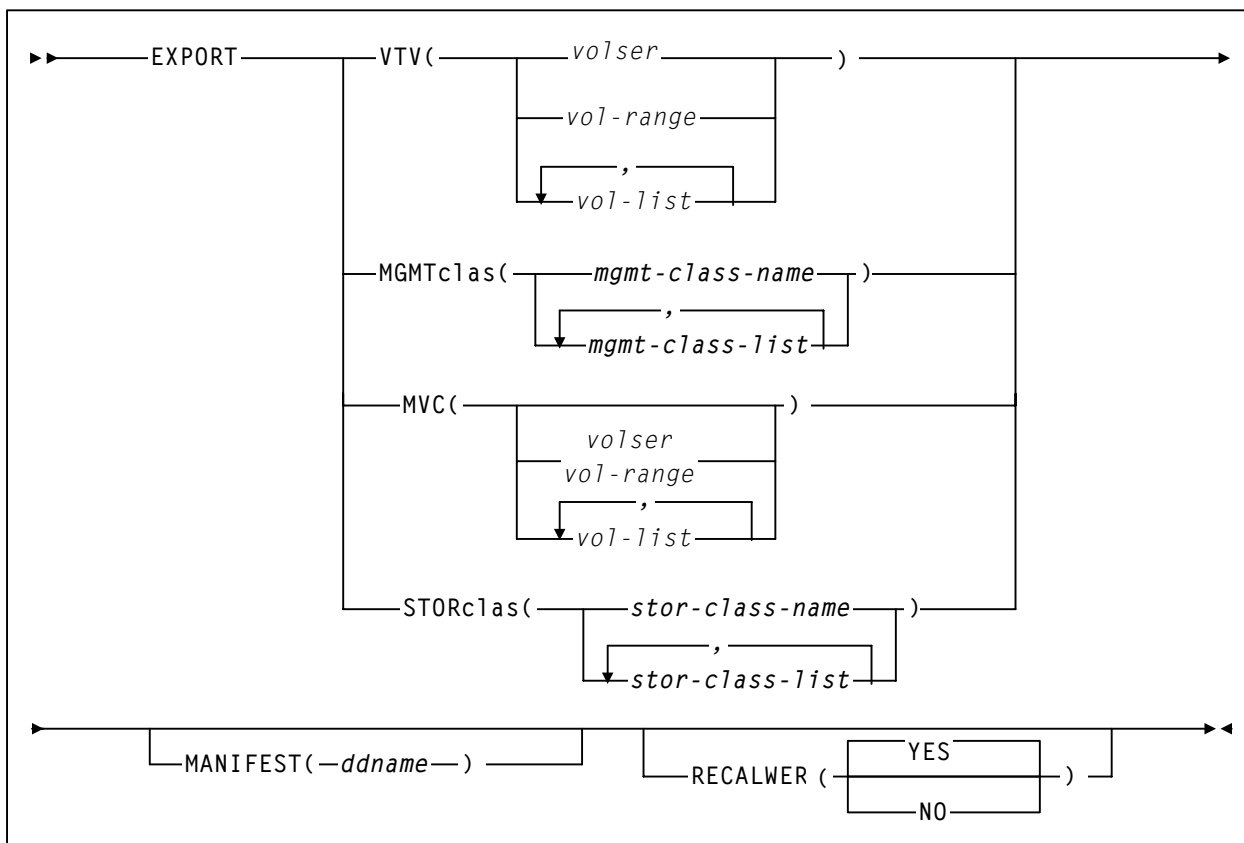 EXPORT VTV( volser )
vol-range
,
vol-list
MGMTclas( mgmt-class-name )
,
mgmt-class-list
MVC( )
volser
vol-range
,
vol-list
STORclas( stor-class-name )
,
stor-class-list
MANIFEST( ddname )
YES
RECALWER ( )
NO